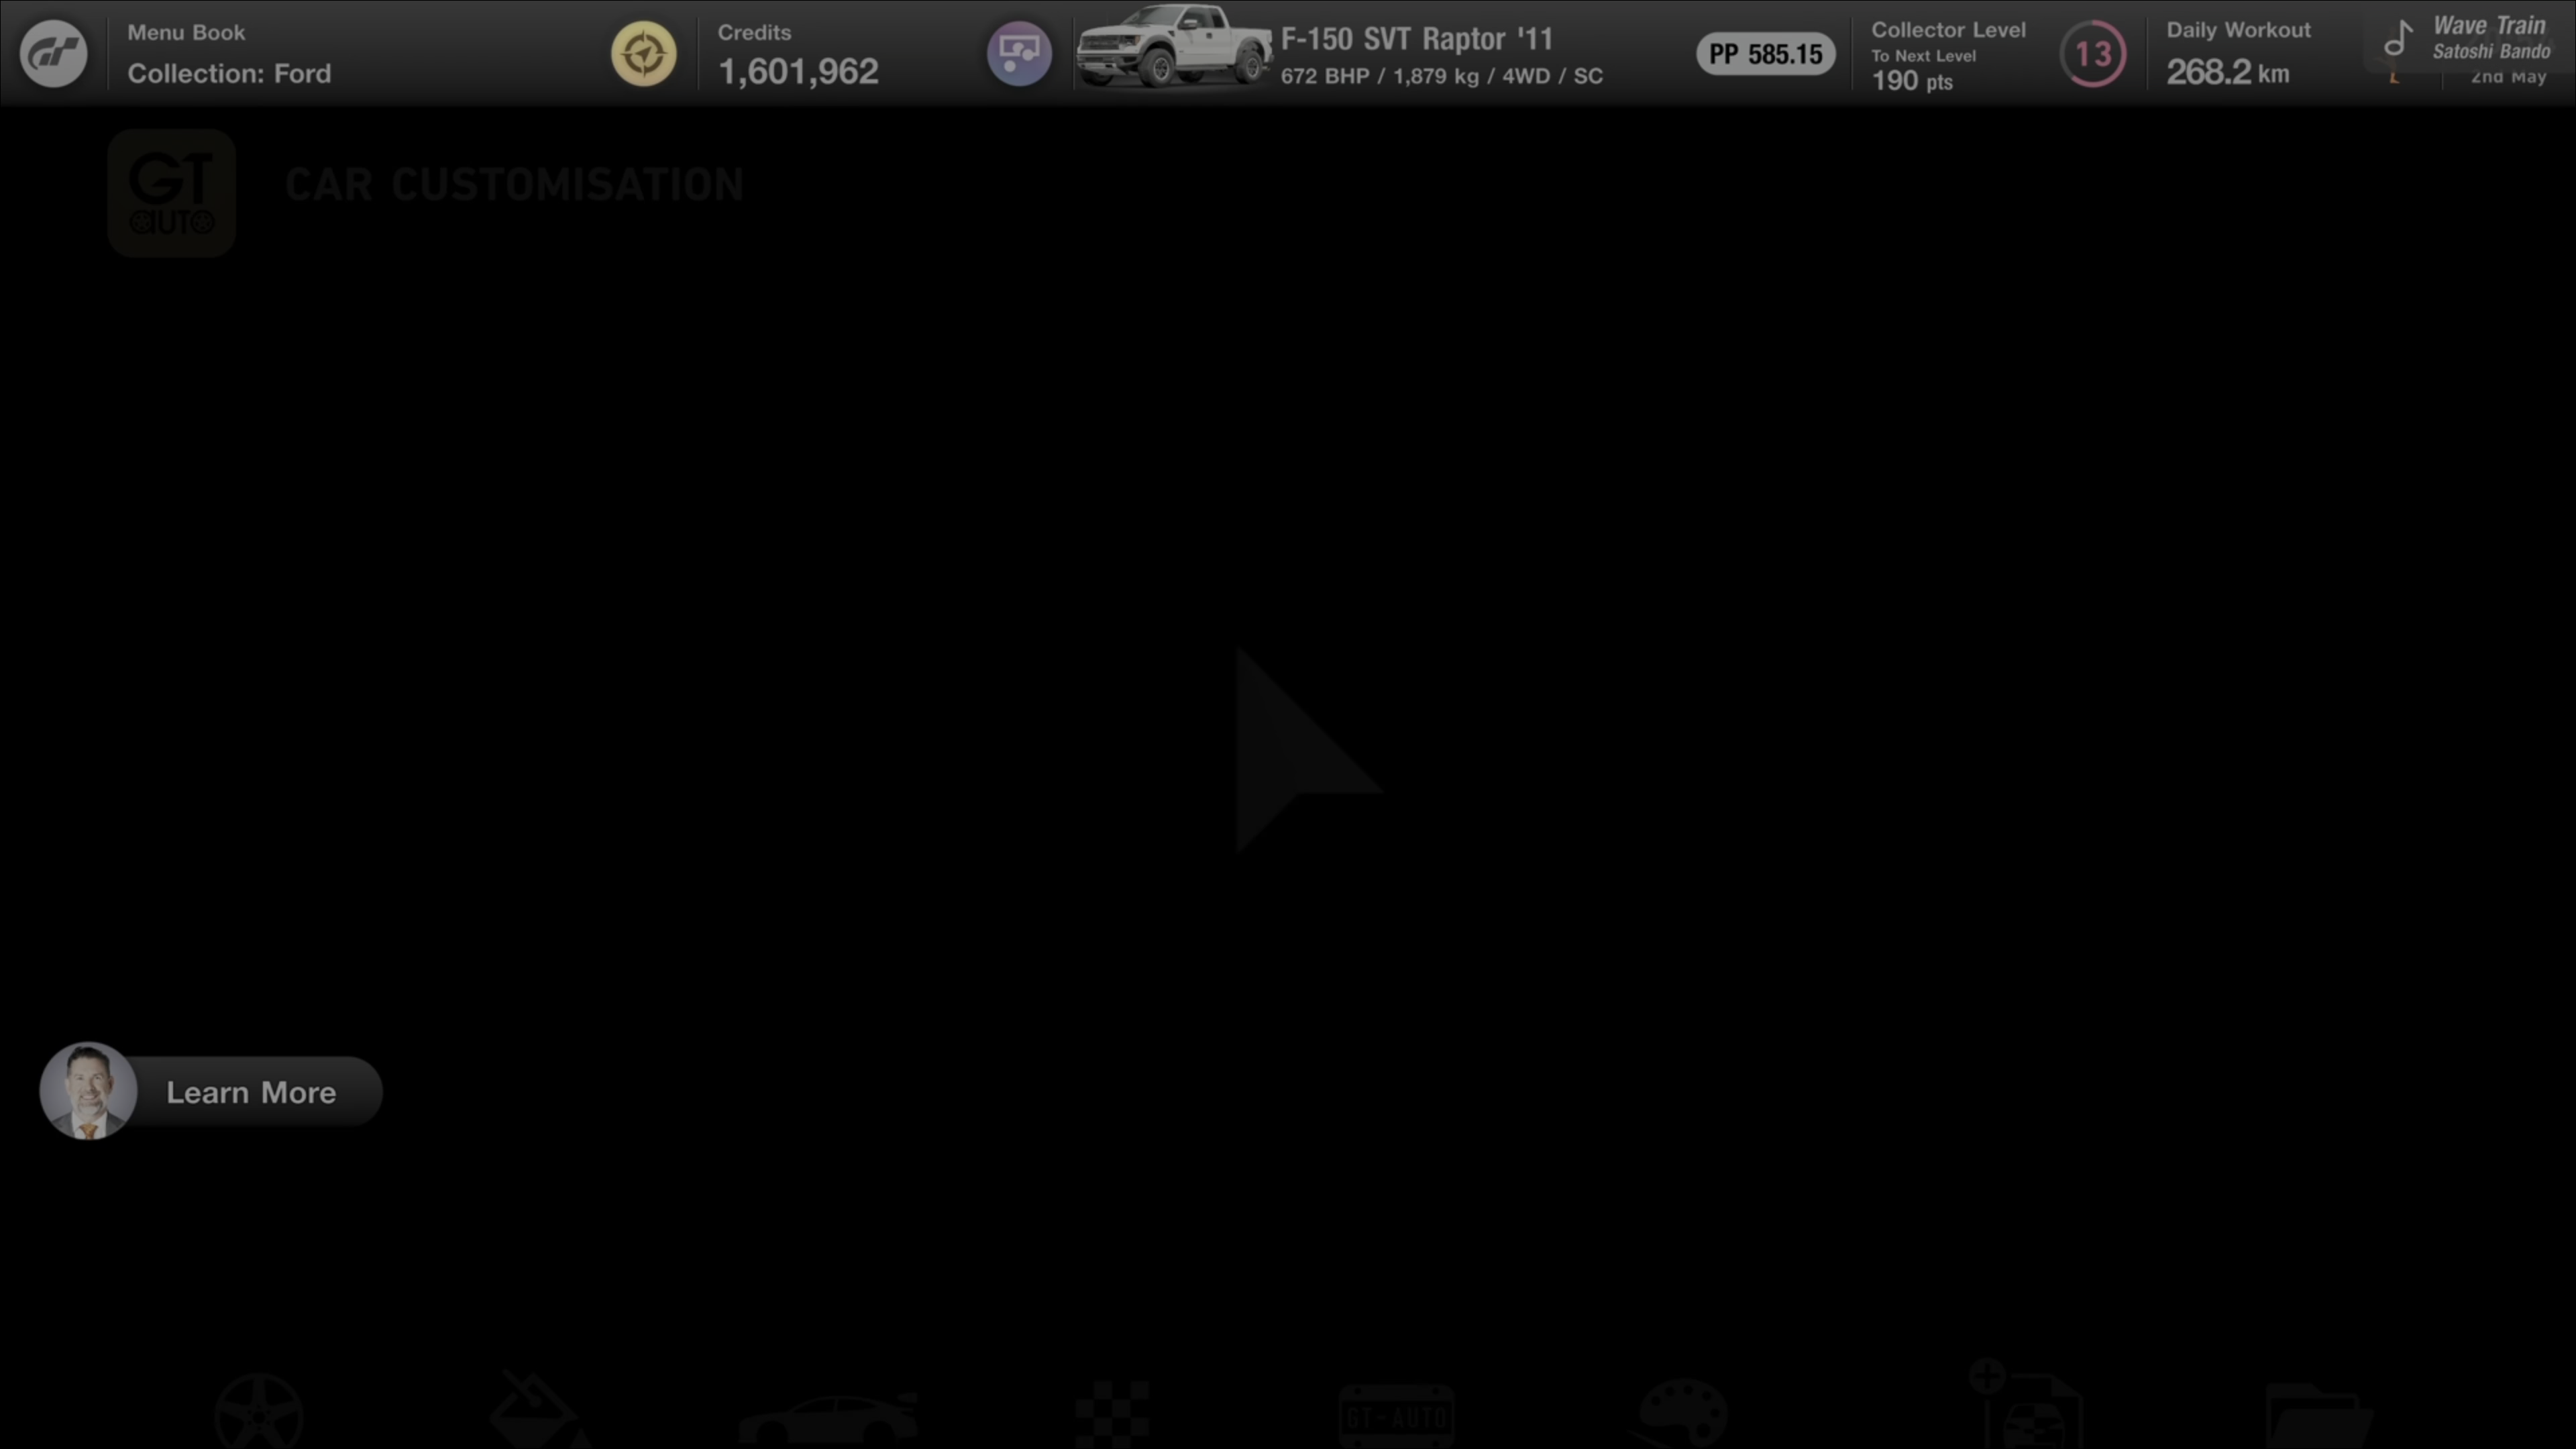 Menu Book
Collection: Ford
Credits
1,601,962
F-150 SVT Raptor '11
672 BHP / 1,879 kg / 4WD / SC
PP 585.15
Collector Level
To Next Level
190 pts
13
Daily Workout
268.2 km
Wave Train
Satoshi Bando
2nd May
GT
auto
CAR CUSTOMISATION
Learn More
GT-AUTO